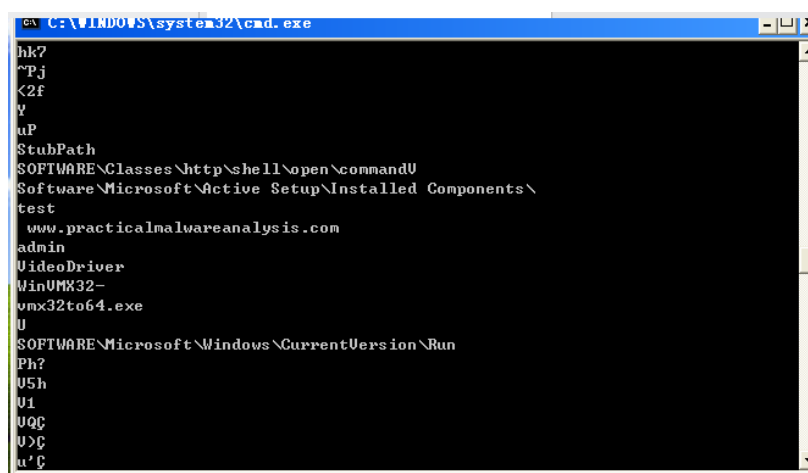 C:\WINDOWS\system32\cmd.exe
hk7
^Pj
<2f
Y
uP
StubPath
SOFTWARE\Classes\http\shell\open\commandV
Software\Microsoft\Active Setup\Installed Components\
test
 www.practicalmalwareanalysis.com
admin
VideoDriver
WinVMX32-
vmx32to64.exe
U
SOFTWARE\Microsoft\Windows\CurrentVersion\Run
Ph?
V5h
V1
VQÇ
V>Ç
u'Ç